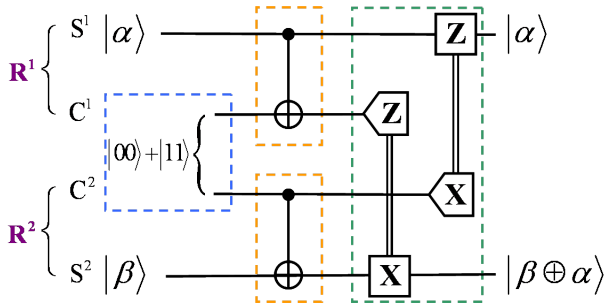 S¹ |α⟩ Z |α⟩
R¹
C¹ Z
|00⟩+|11⟩
C² X
R²
S² |β⟩ X |β⊕α⟩